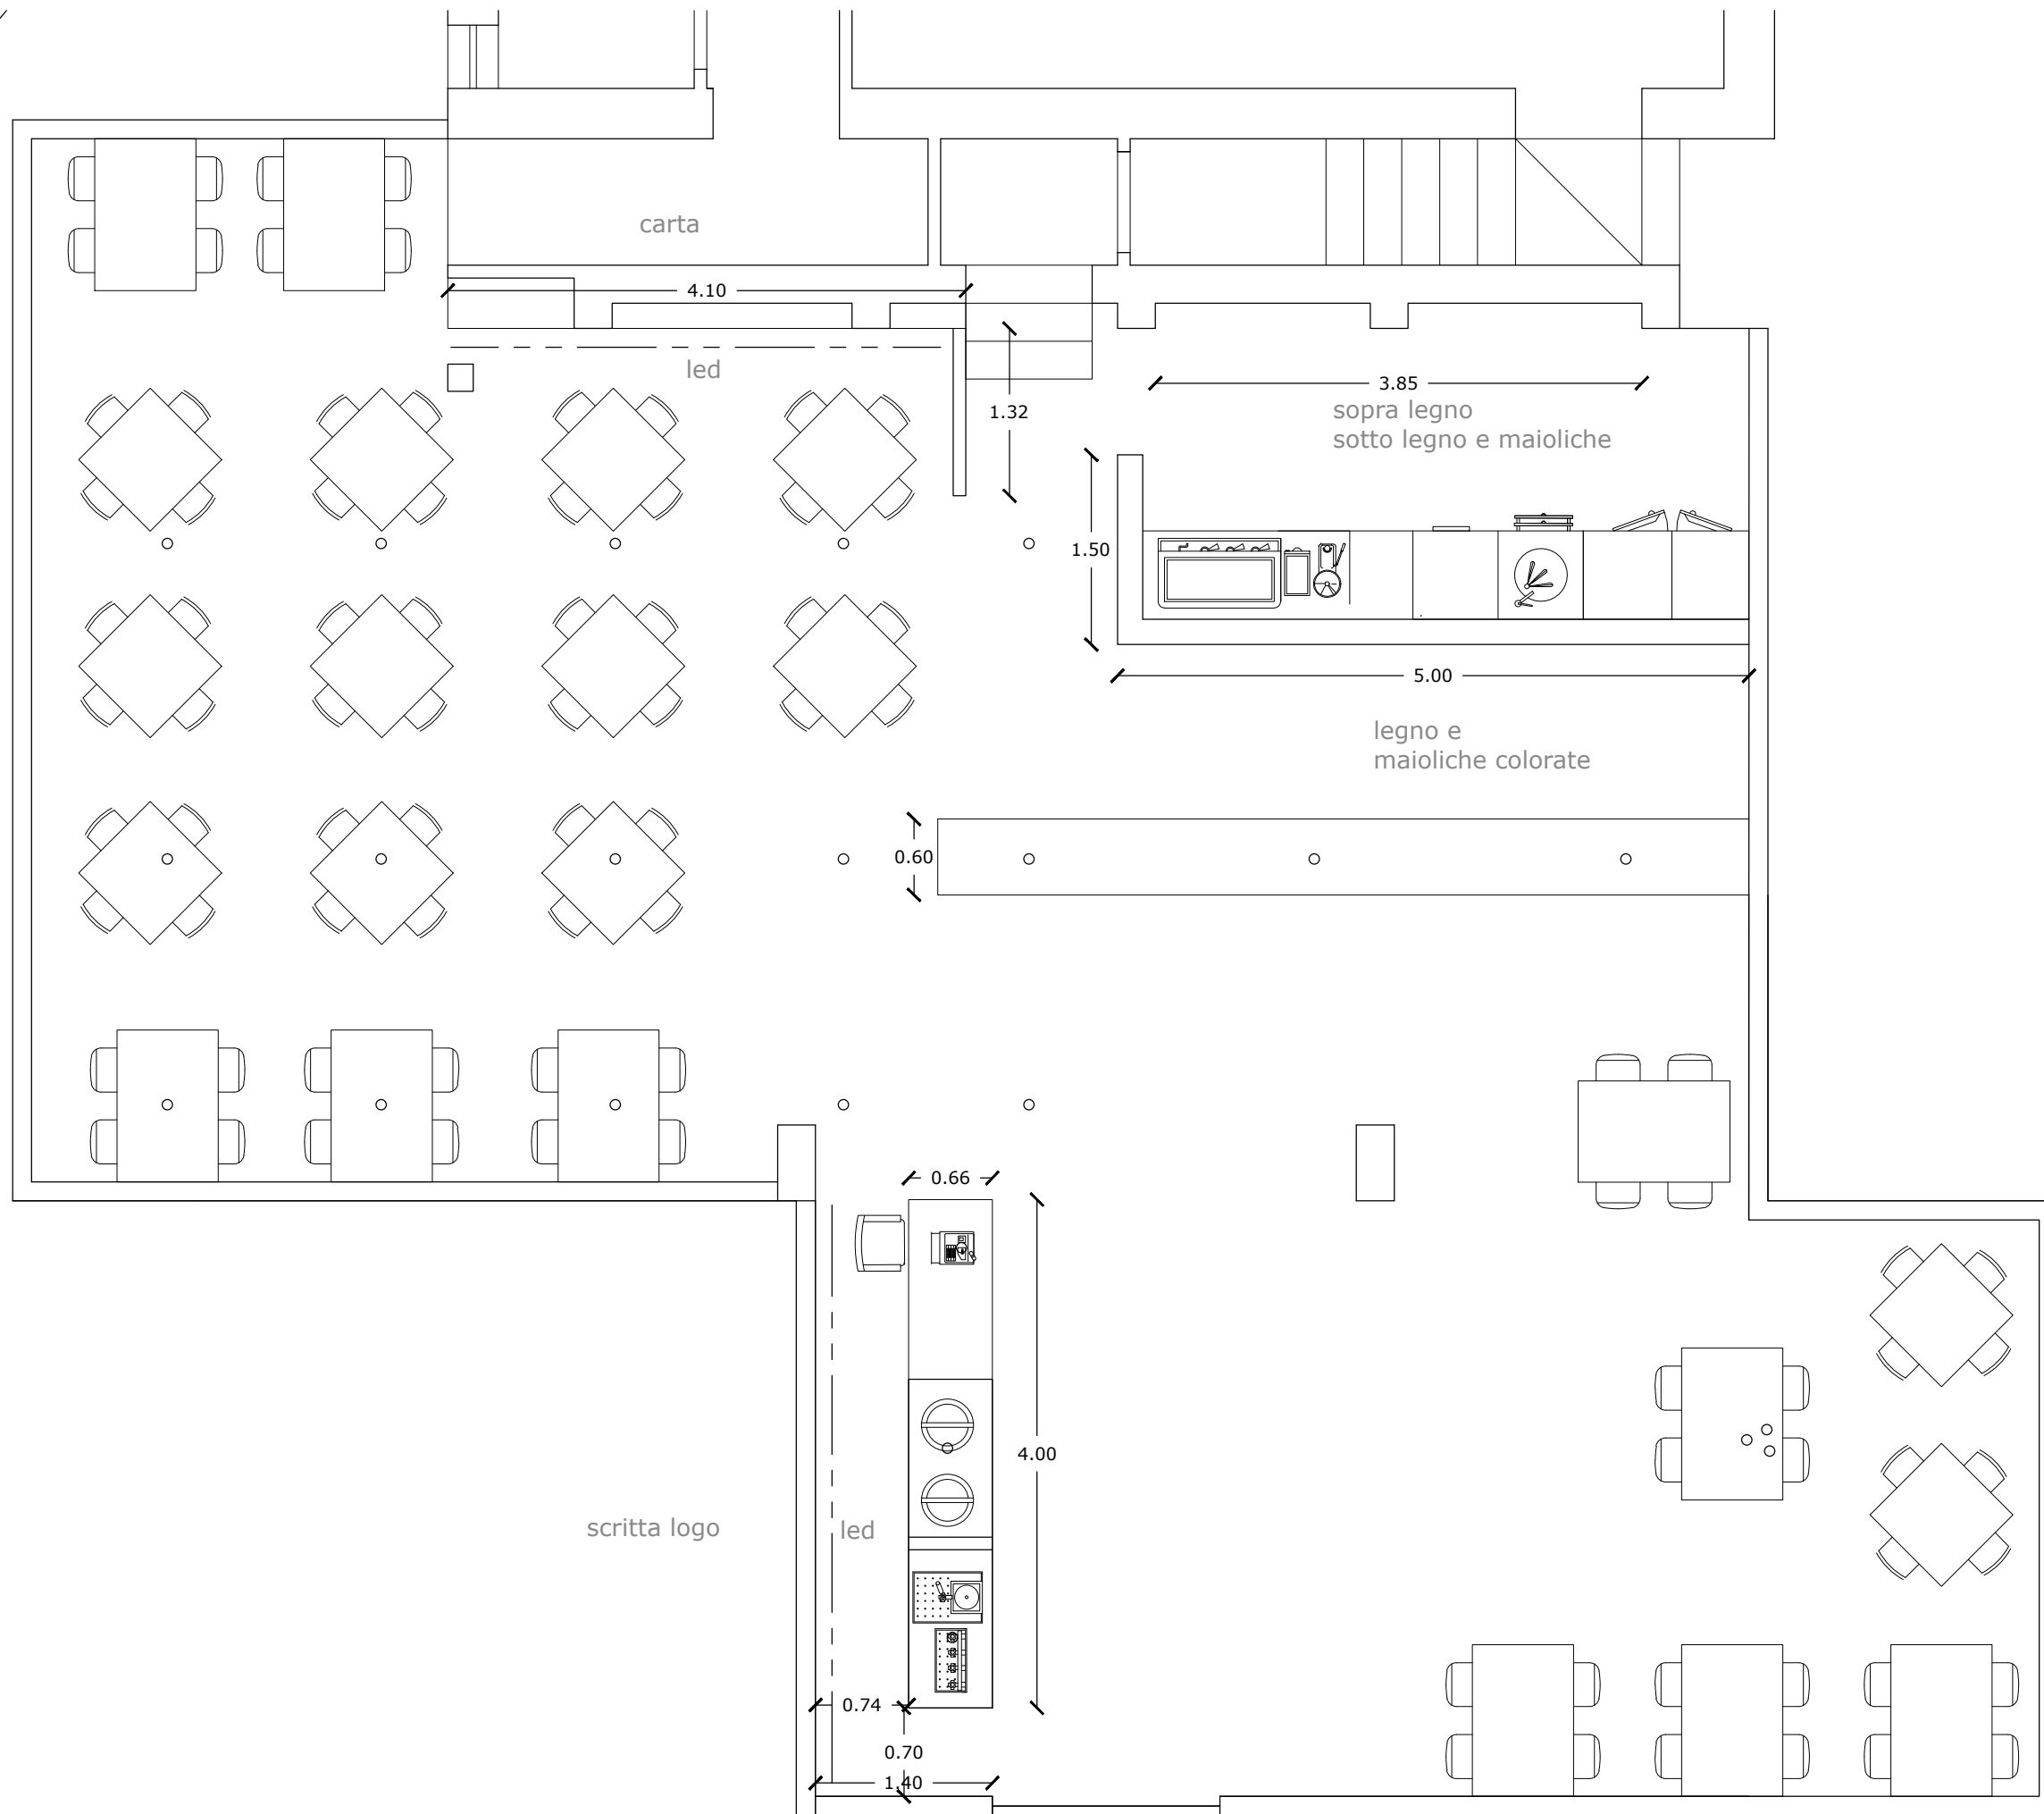 carta
4.10
led
1.32
3.85
sopra legno
sotto legno e maioliche
1.50
5.00
legno e
maioliche colorate
0.60
0.66
4.00
scritta logo
led
0.74
0.70
1.40